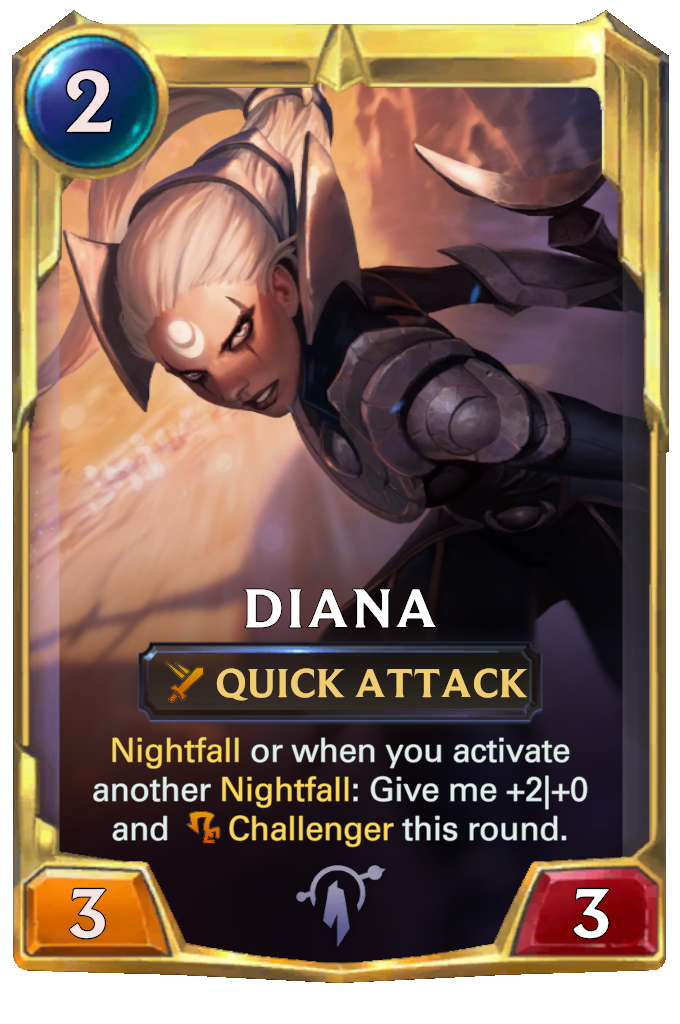 2
DIANA
QUICK ATTACK
Nightfall or when you activate
another Nightfall: Give me +2|+0
and Challenger this round.
3
3